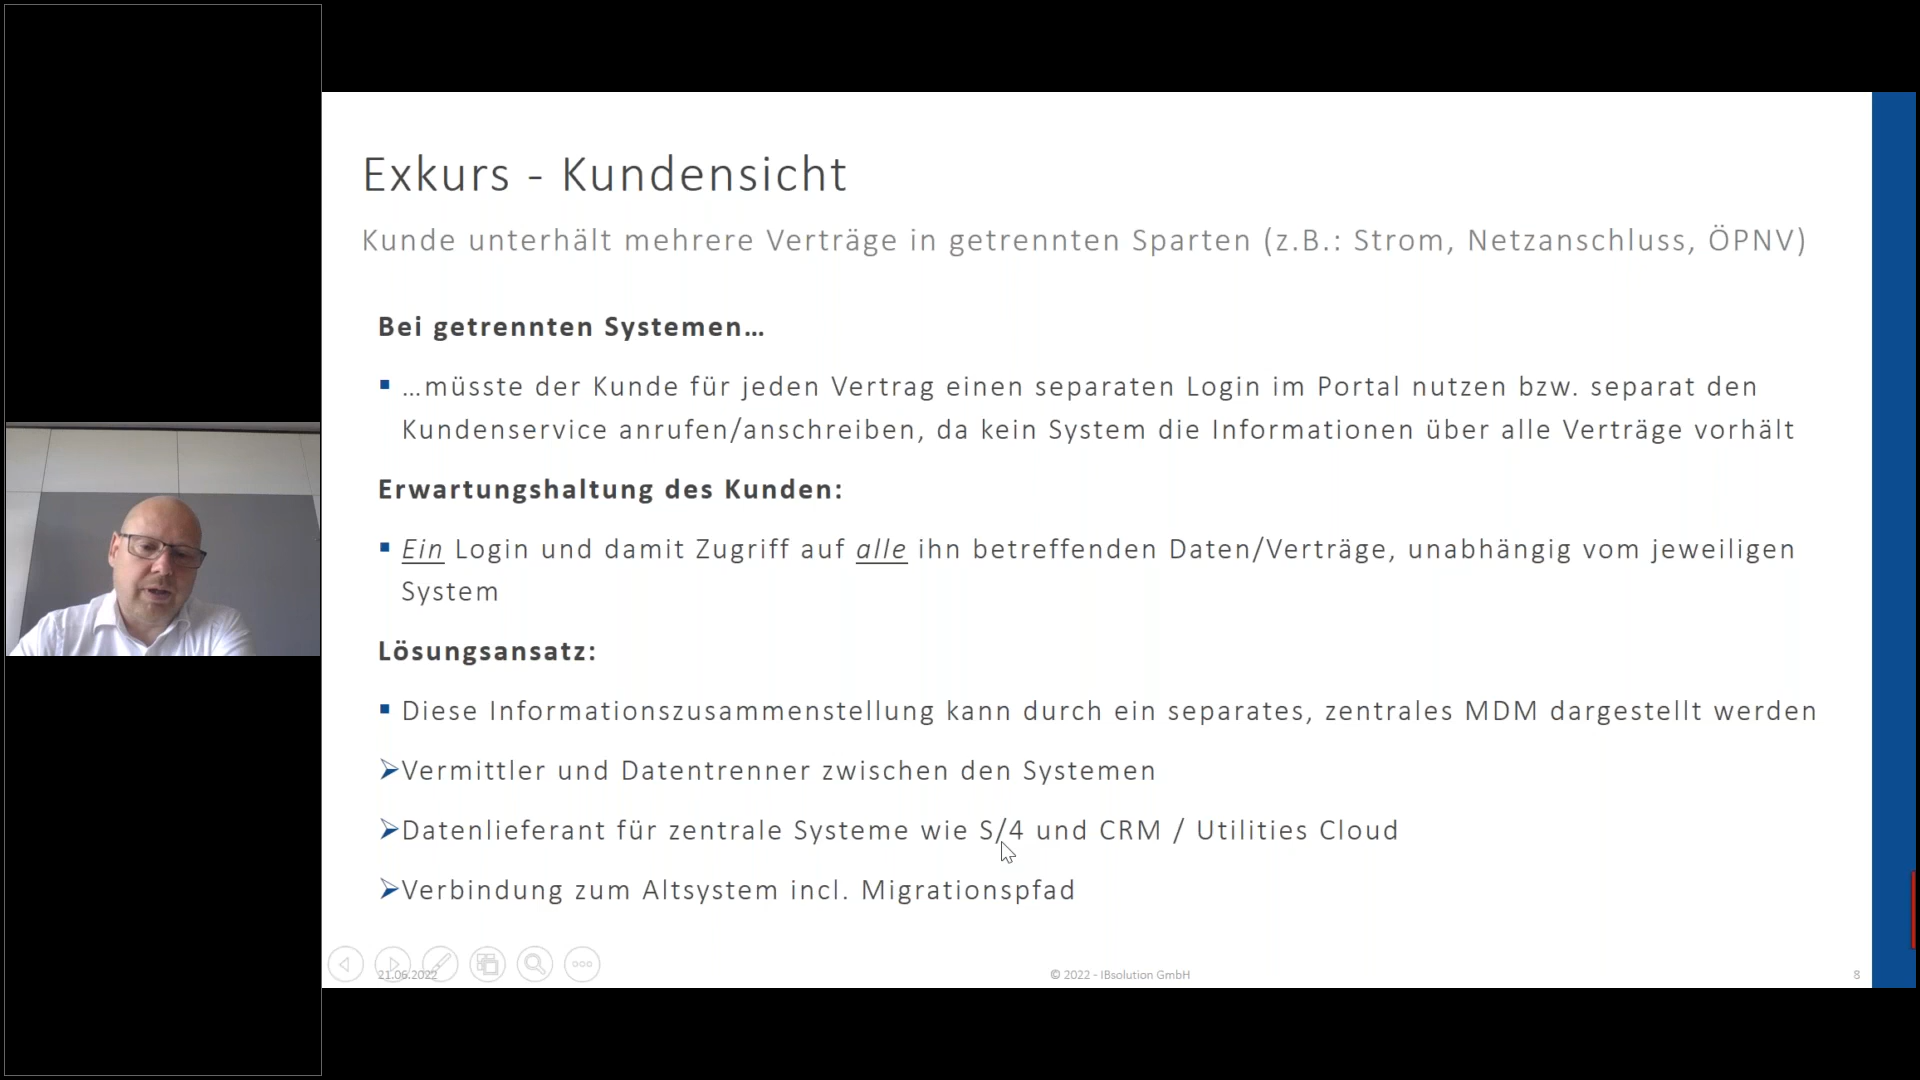 Exkurs - Kundensicht
Kunde unterhält mehrere Verträge in getrennten Sparten (z.B.: Strom, Netzanschluss, ÖPNV)
Bei getrennten Systemen…
…müsste der Kunde für jeden Vertrag einen separaten Login im Portal nutzen bzw. separat den
Kundenservice anrufen/anschreiben, da kein System die Informationen über alle Verträge vorhält
Erwartungshaltung des Kunden:
Ein Login und damit Zugriff auf alle ihn betreffenden Daten/Verträge, unabhängig vom jeweiligen
System
Lösungsansatz:
Diese Informationszusammenstellung kann durch ein separates, zentrales MDM dargestellt werden
Vermittler und Datentrenner zwischen den Systemen
Datenlieferant für zentrale Systeme wie S/4 und CRM / Utilities Cloud
Verbindung zum Altsystem incl. Migrationspfad
21.06.2022
© 2022 - IBsolution GmbH
8